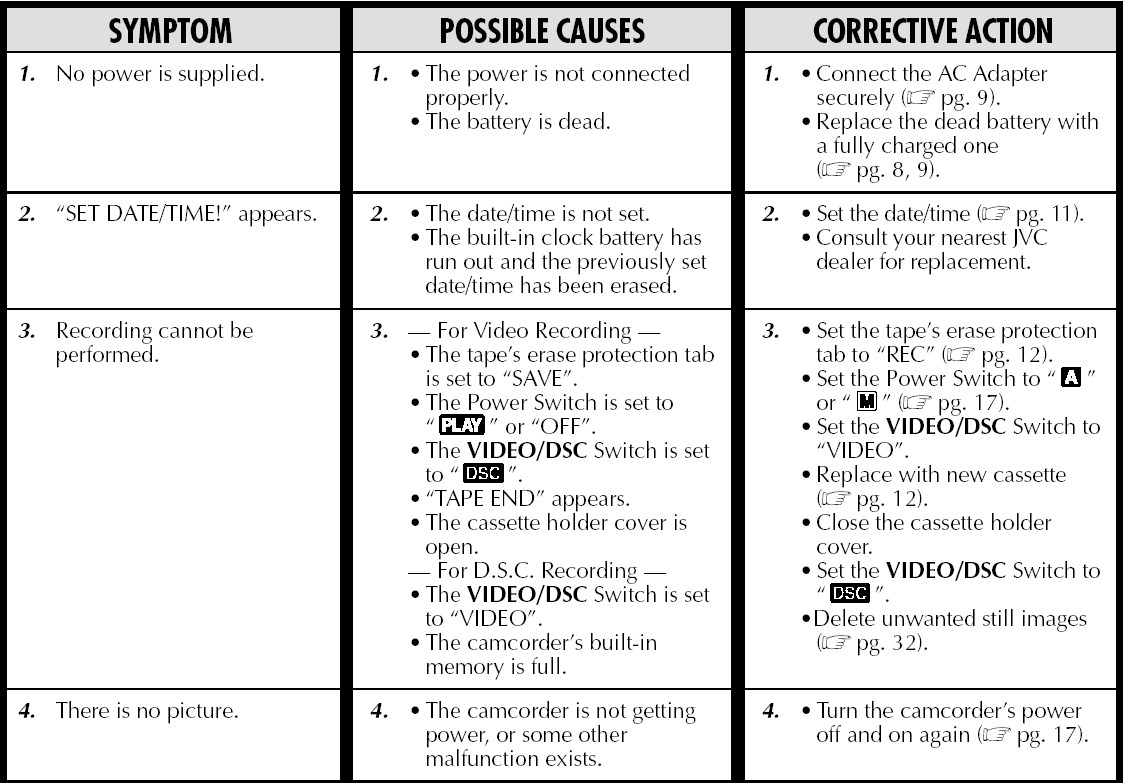 SYMPTOM
POSSIBLE CAUSES
CORRECTIVE ACTION
1. No power is supplied.
1. • The power is not connected
properly.
• The battery is dead.
1. • Connect the AC Adapter
securely (☞ pg. 9).
• Replace the dead battery with
a fully charged one
(☞ pg. 8, 9).
2. “SET DATE/TIME!” appears.
2. • The date/time is not set.
• The built-in clock battery has
run out and the previously set
date/time has been erased.
2. • Set the date/time (☞ pg. 11).
• Consult your nearest JVC
dealer for replacement.
3. Recording cannot be
performed.
3. — For Video Recording —
• The tape’s erase protection tab
is set to “SAVE”.
• The Power Switch is set to
“ PLAY ” or “OFF”.
• The VIDEO/DSC Switch is set
to “ DSC ”.
• “TAPE END” appears.
• The cassette holder cover is
open.
— For D.S.C. Recording —
• The VIDEO/DSC Switch is set
to “VIDEO”.
• The camcorder’s built-in
memory is full.
3. • Set the tape’s erase protection
tab to “REC” (☞ pg. 12).
• Set the Power Switch to “ A ”
or “ M ” (☞ pg. 17).
• Set the VIDEO/DSC Switch to
“VIDEO”.
• Replace with new cassette
(☞ pg. 12).
• Close the cassette holder
cover.
• Set the VIDEO/DSC Switch to
“ DSC ”.
•Delete unwanted still images
(☞ pg. 32).
4. There is no picture.
4. • The camcorder is not getting
power, or some other
malfunction exists.
4. • Turn the camcorder’s power
off and on again (☞ pg. 17).